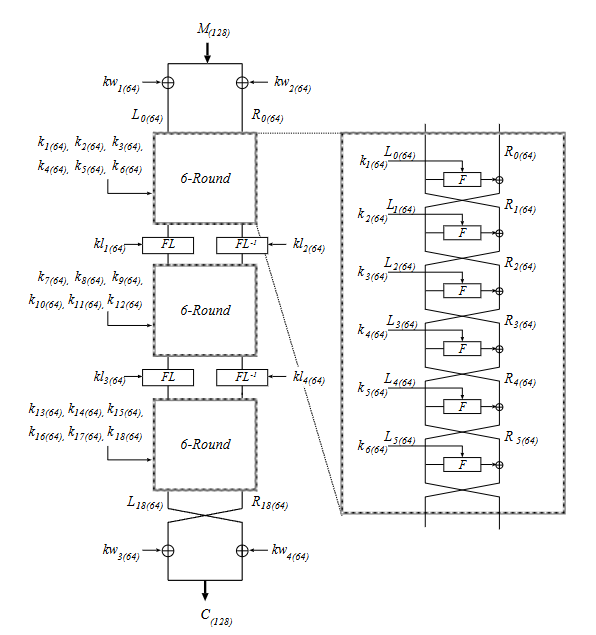 M(128)
kw1(64) kw2(64)
L0(64) R0(64)
k1(64), k2(64), k3(64),
k4(64), k5(64), k6(64)
6-Round
kl1(64) FL FL-1 kl2(64)
k7(64), k8(64), k9(64),
k10(64), k11(64), k12(64)
6-Round
kl3(64) FL FL-1 kl4(64)
k13(64), k14(64), k15(64),
k16(64), k17(64), k18(64)
6-Round
L18(64) R18(64)
kw3(64) kw4(64)
C(128)
L0(64) R0(64)
k1(64)
F
L1(64) R1(64)
k2(64)
F
L2(64) R2(64)
k3(64)
F
L3(64) R3(64)
k4(64)
F
L4(64) R4(64)
k5(64)
F
L5(64) R5(64)
k6(64)
F